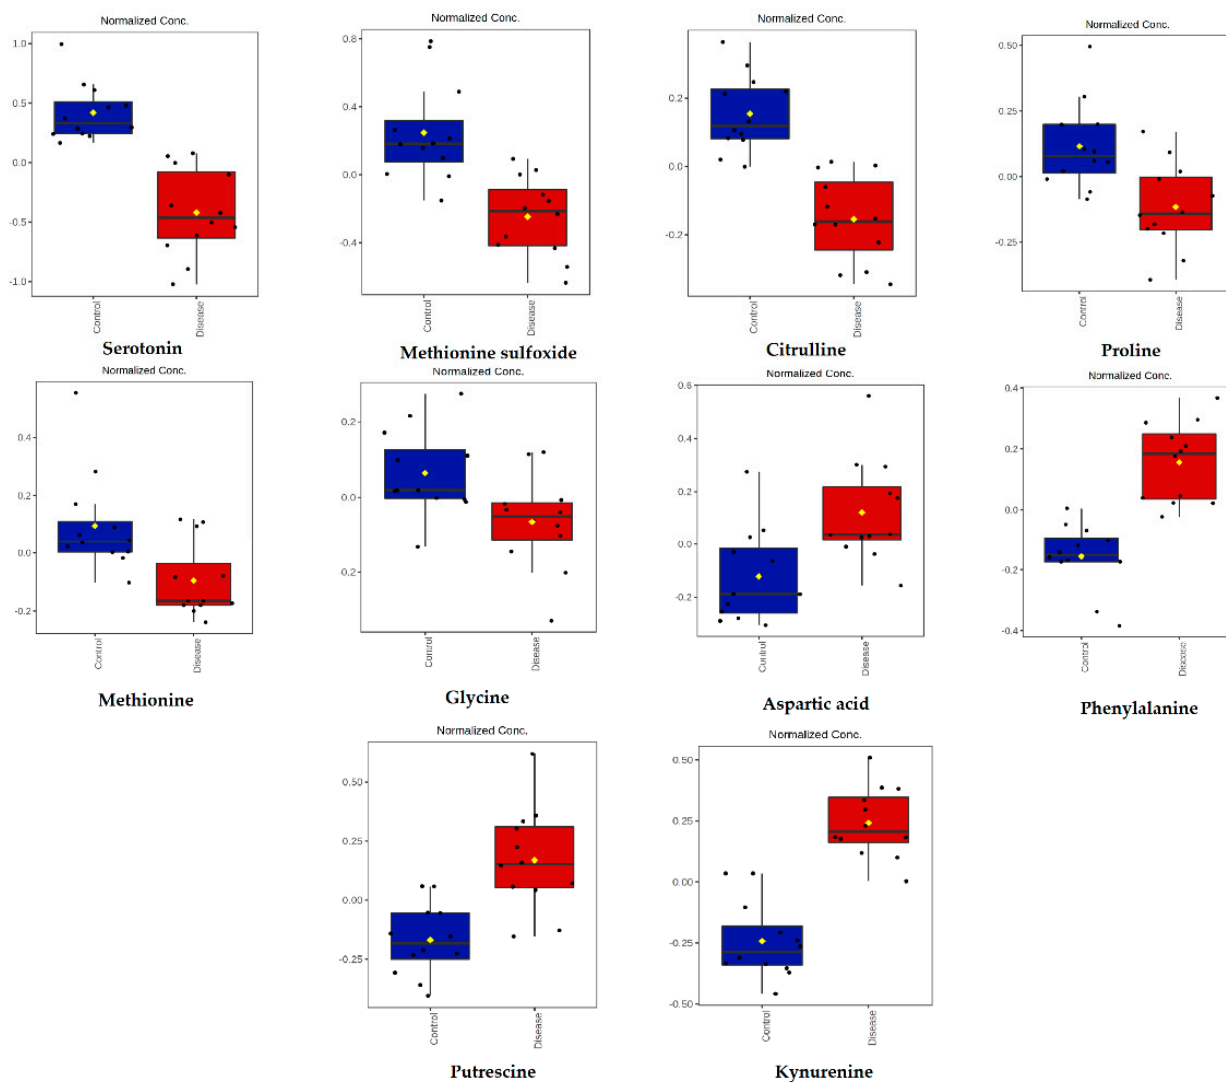 Normalized Conc.
1.0
0.5
0.0
-0.5
-1.0
Control
Disease
Serotonin
Normalized Conc.
0.8
0.4
0.0
-0.4
Control
Disease
Methionine sulfoxide
Normalized Conc.
0.2
0.0
-0.2
Control
Disease
Citrulline
Normalized Conc.
0.50
0.25
0.00
-0.25
Control
Disease
Proline
Normalized Conc.
0.4
0.2
0.0
-0.2
Control
Disease
Methionine
Normalized Conc.
0.2
0.0
0.2
Control
Disease
Glycine
Normalized Conc.
0.6
0.4
0.2
0.0
-0.2
Control
Disease
Aspartic acid
Normalized Conc.
0.4
0.2
0.0
-0.2
-0.4
Control
Disease
Phenylalanine
Normalized Conc.
0.50
0.25
0.00
-0.25
Control
Disease
Putrescine
Normalized Conc.
0.50
0.25
0.00
-0.25
-0.50
Control
Disease
Kynurenine